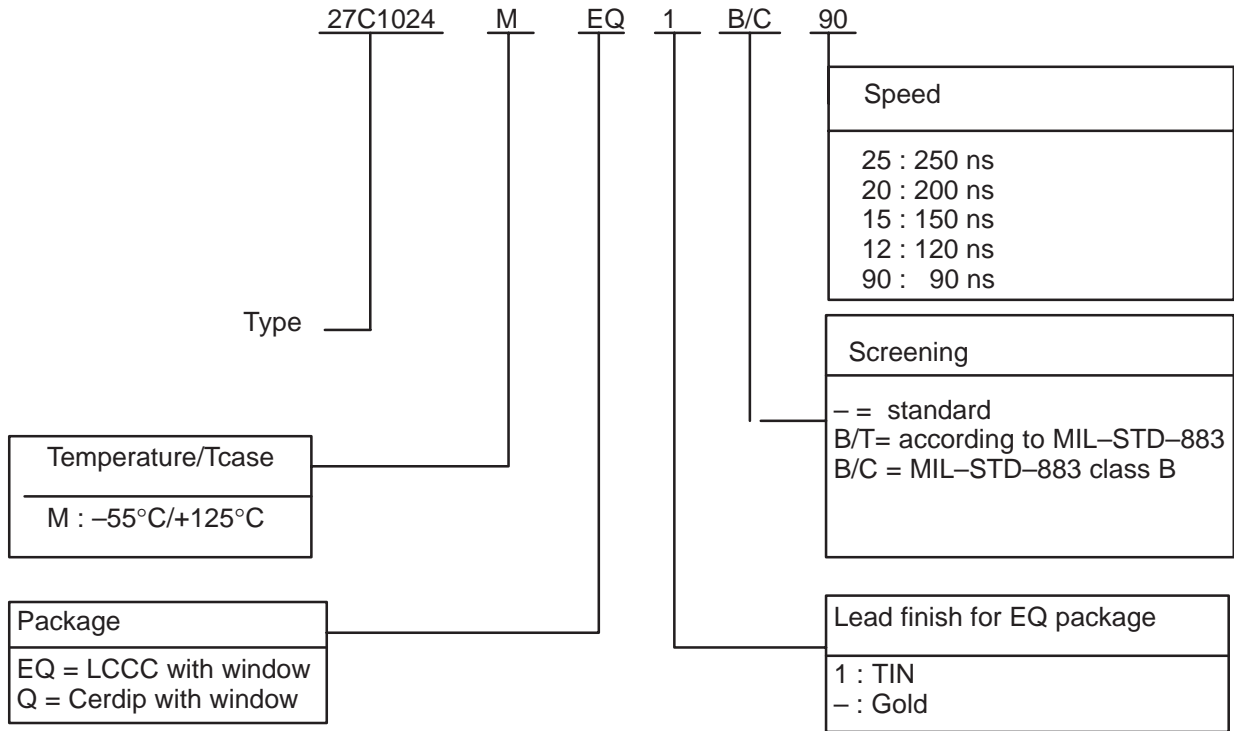 27C1024 M EQ 1 B/C 90
Speed
25 : 250 ns
20 : 200 ns
15 : 150 ns
12 : 120 ns
90 : 90 ns
Type
Screening
– = standard
B/T= according to MIL–STD–883
B/C = MIL–STD–883 class B
Temperature/Tcase
M : –55°C/+125°C
Package
EQ = LCCC with window
Q = Cerdip with window
Lead finish for EQ package
1 : TIN
– : Gold